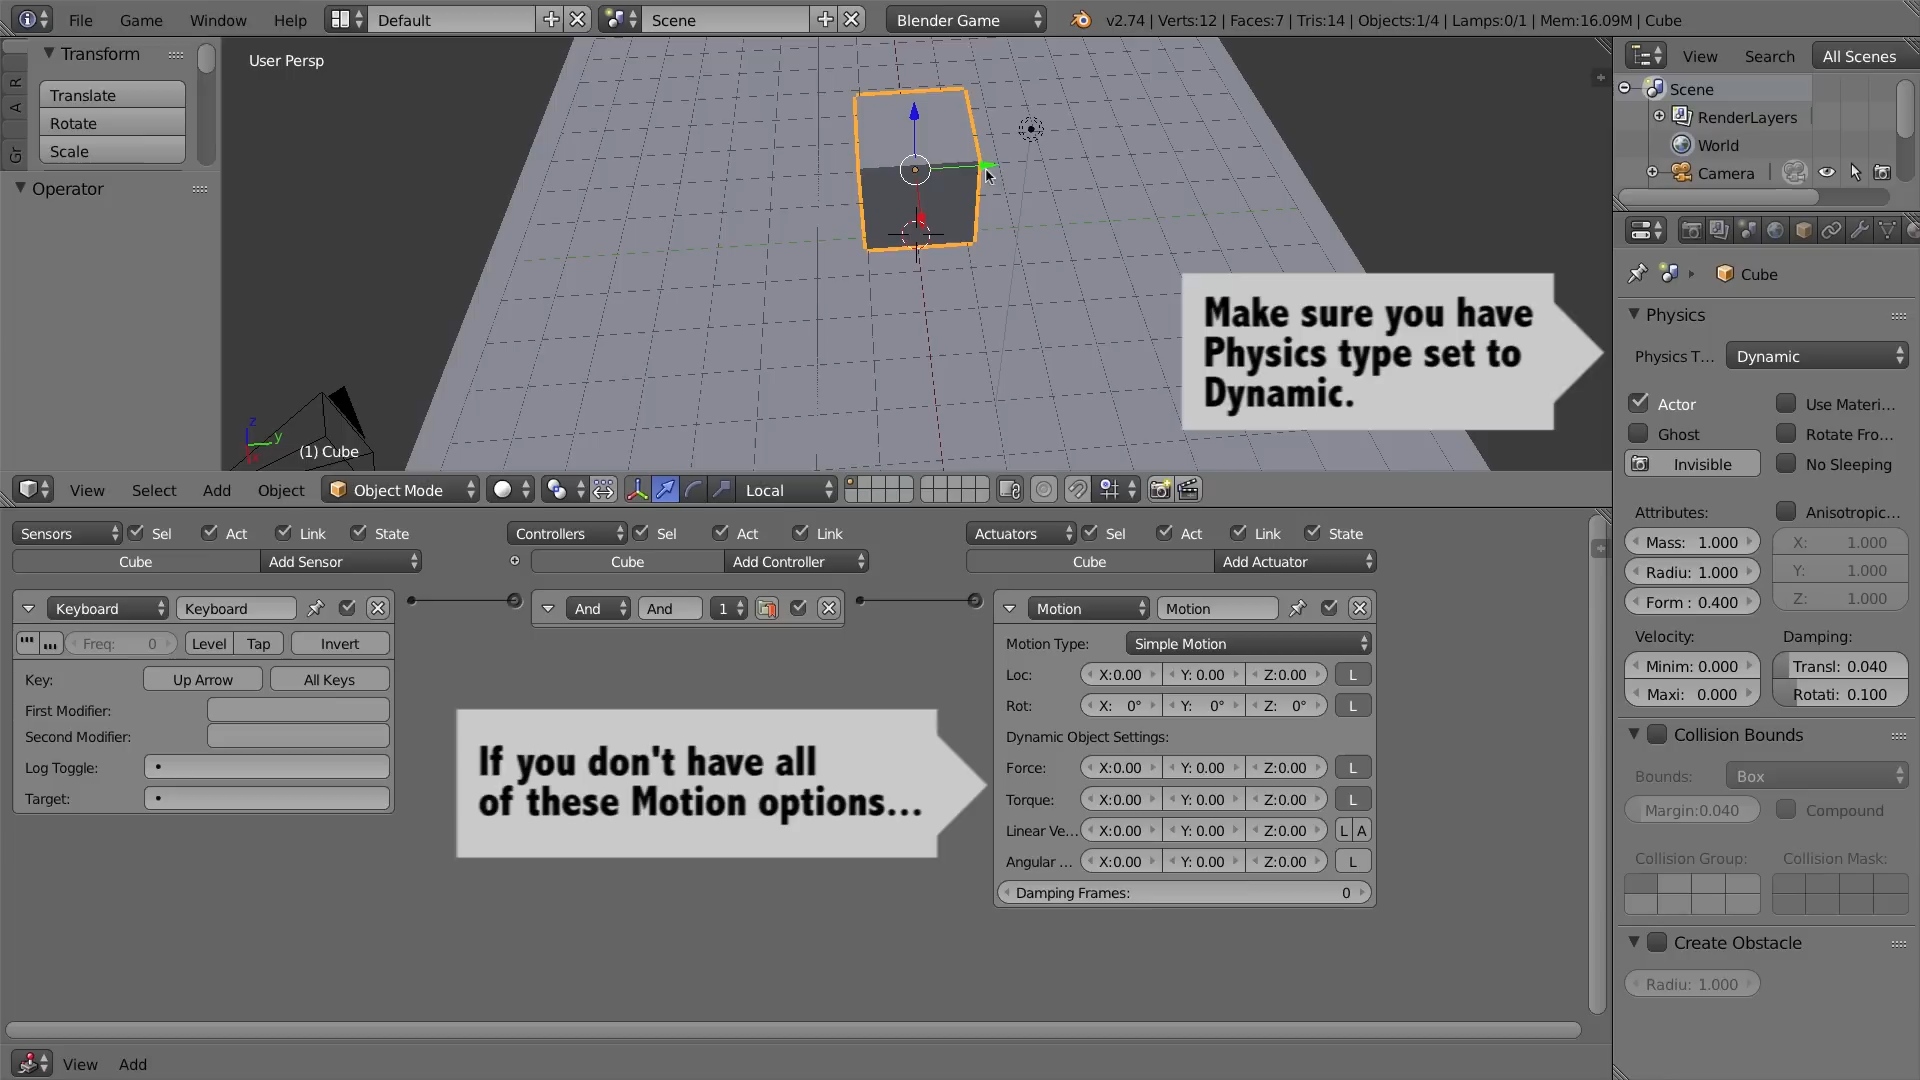 File Game Window Help Default Scene Blender Game v2.74 | Verts:12 | Faces:7 | Tris:14 | Objects:1/4 | Lamps:0/1 | Mem:16.09M | Cube
Transform
Translate
Rotate
Scale
Operator
R
A
Gr
User Persp
z
y
(1) Cube
Make sure you have
Physics type set to
Dynamic.
View Search All Scenes
Scene
RenderLayers
World
Camera
Cube
Physics
Physics T... Dynamic
Actor Use Materi...
Ghost Rotate Fro...
Invisible No Sleeping
Attributes: Anisotropic...
Mass: 1.000 X: 1.000
Radiu: 1.000 Y: 1.000
Form : 0.400 Z: 1.000
Velocity: Damping:
Minim: 0.000 Transl: 0.040
Maxi: 0.000 Rotati: 0.100
Collision Bounds
Bounds: Box
Margin:0.040 Compound
Collision Group: Collision Mask:
Create Obstacle
Radiu: 1.000
View Select Add Object Object Mode Local
Sensors Sel Act Link State Controllers Sel Act Link Actuators Sel Act Link State
Cube Add Sensor Cube Add Controller Cube Add Actuator
Keyboard Keyboard And And 1 Motion Motion
Freq: 0 Level Tap Invert
Key: Up Arrow All Keys
First Modifier:
Second Modifier:
Log Toggle:
Target:
If you don't have all
of these Motion options...
Motion Type: Simple Motion
Loc: X:0.00 Y: 0.00 Z:0.00 L
Rot: X: 0° Y: 0° Z: 0° L
Dynamic Object Settings:
Force: X:0.00 Y: 0.00 Z:0.00 L
Torque: X:0.00 Y: 0.00 Z:0.00 L
Linear Ve... X:0.00 Y: 0.00 Z:0.00 L A
Angular ... X:0.00 Y: 0.00 Z:0.00 L
Damping Frames: 0
View Add